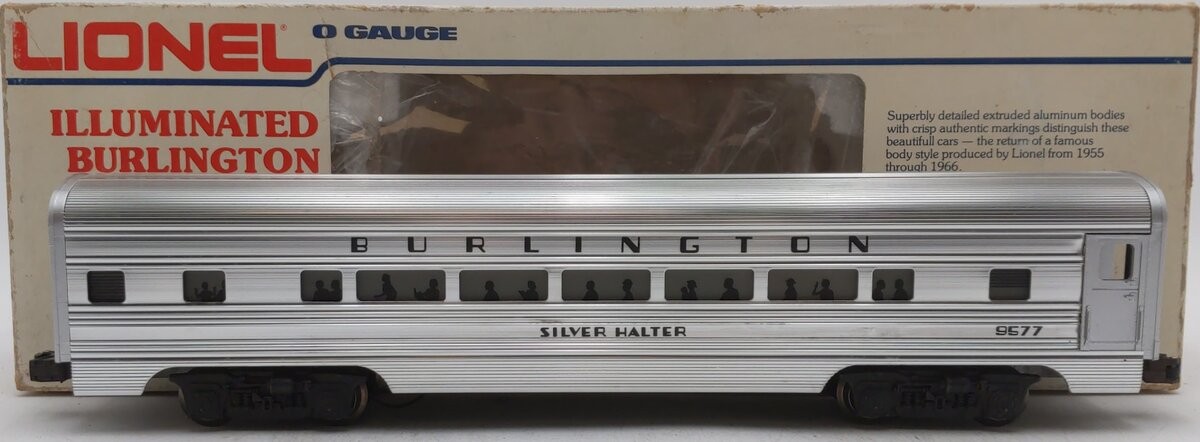 LIONEL® O GAUGE
ILLUMINATED
BURLINGTON
Superbly detailed extruded aluminum bodies
with crisp authentic markings distinguish these
beautifull cars — the return of a famous
body style produced by Lionel from 1955
through 1966.
BURLINGTON
SILVER HALTER
9577